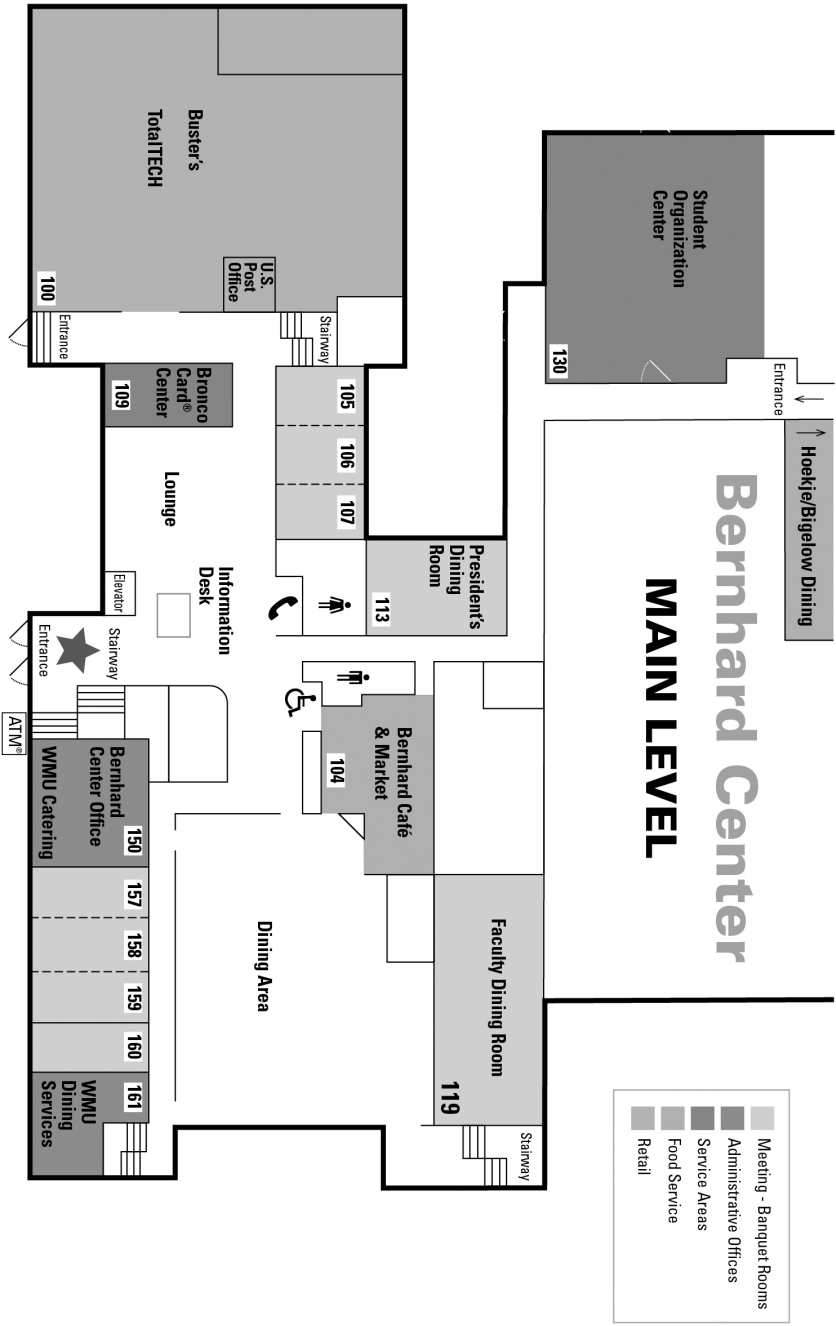 Bernhard Center
MAIN LEVEL
Hoekje/Bigelow Dining
Entrance
Student
Organization
Center
130
Meeting - Banquet Rooms
Administrative Offices
Service Areas
Food Service
Retail
Stairway
Faculty Dining Room
119
President's
Dining
Room
113
Bernhard Café
& Market
104
105
106
107
Stairway
Buster's
TotalTECH
U.S.
Post
Office
100
Entrance
Bronco
Card®
Center
109
Lounge
Information
Desk
Elevator
Stairway
Entrance
ATM®
Bernhard
Center Office
150
WMU Catering
157
158
159
160
161
WMU
Dining
Services
Dining Area